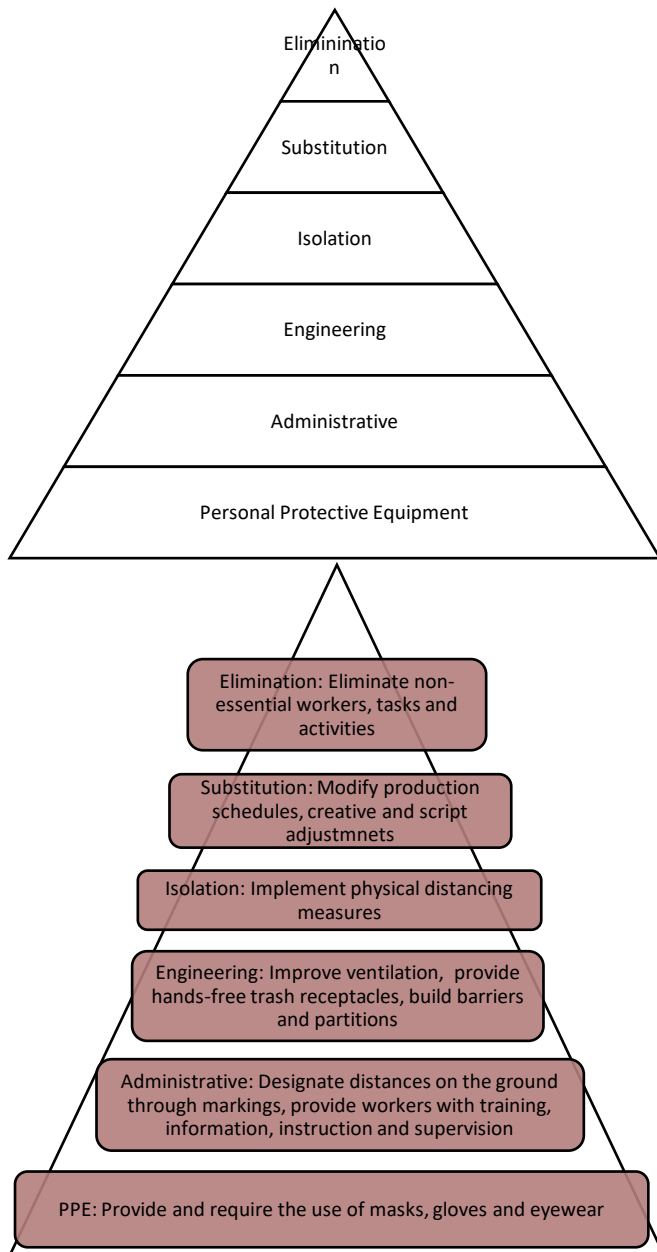 Elimininatio
n
Substitution
Isolation
Engineering
Administrative
Personal Protective Equipment
Elimination: Eliminate non-
essential workers, tasks and
activities
Substitution: Modify production
schedules, creative and script
adjustmnets
Isolation: Implement physical distancing
measures
Engineering: Improve ventilation, provide
hands-free trash receptacles, build barriers
and partitions
Administrative: Designate distances on the ground
through markings, provide workers with training,
information, instruction and supervision
PPE: Provide and require the use of masks, gloves and eyewear